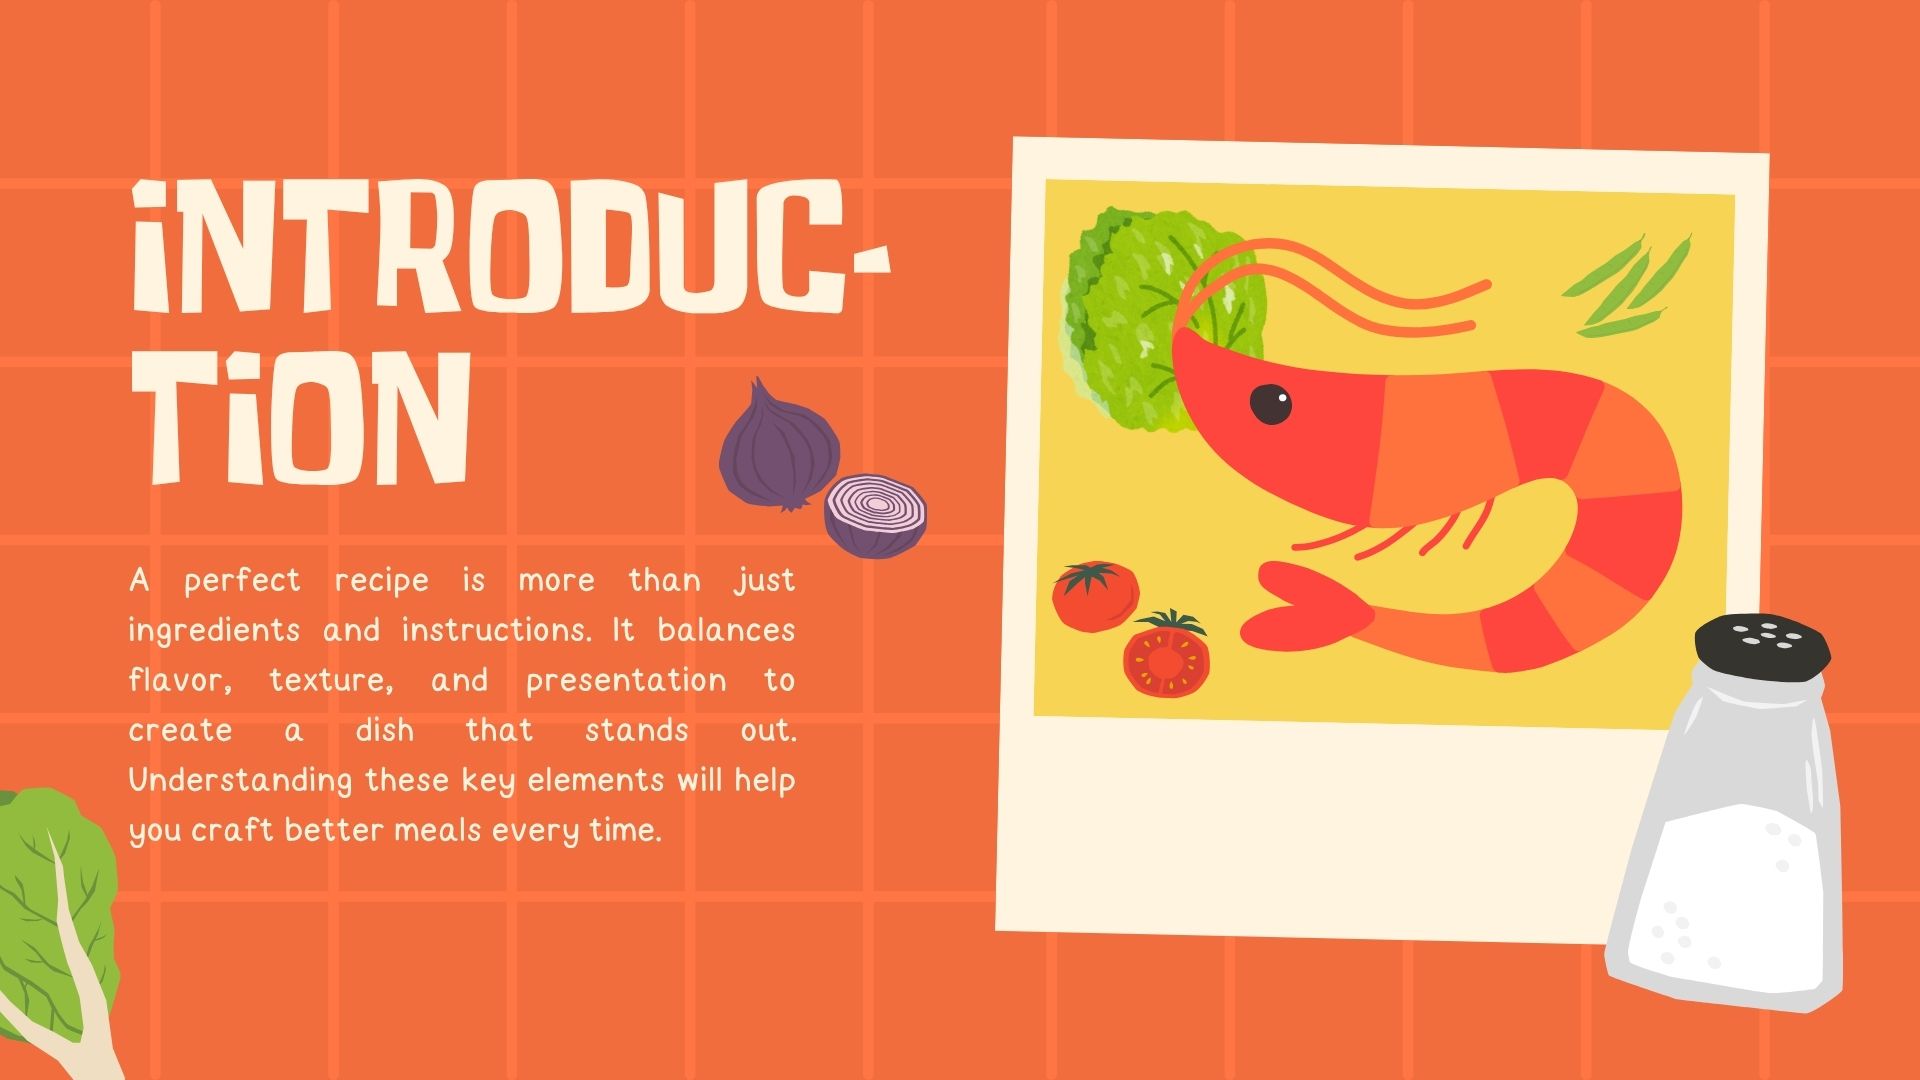 iNTRODUC-
TiON
A perfect recipe is more than just
ingredients and instructions. It balances
flavor, texture, and presentation to
create a dish that stands out.
Understanding these key elements will help
you craft better meals every time.